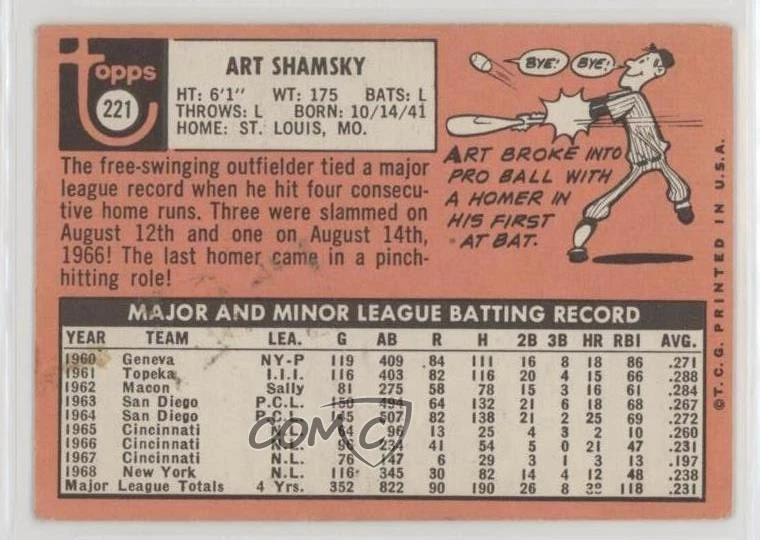 topps
221
ART SHAMSKY
HT: 6'1" WT: 175 BATS: L
THROWS: L BORN: 10/14/41
HOME: ST. LOUIS, MO.
The free-swinging outfielder tied a major
league record when he hit four consecu-
tive home runs. Three were slammed on
August 12th and one on August 14th,
1966! The last homer came in a pinch-
hitting role!
BYE! BYE!
ART BROKE INTO
PRO BALL WITH
A HOMER IN
HIS FIRST
AT BAT.
©T.C.G. PRINTED IN U.S.A.
MAJOR AND MINOR LEAGUE BATTING RECORD
YEAR TEAM LEA. G AB R H 2B 3B HR RBI AVG.
1960 Geneva NY-P 119 409 84 111 16 8 18 86 .271
1961 Topeka I.I.I. 116 403 82 116 20 4 15 66 .288
1962 Macon Sally 81 275 58 78 15 3 16 61 .284
1963 San Diego P.C.L. 150 494 64 132 21 6 18 68 .267
1964 San Diego P.C.L. 145 507 82 138 21 2 25 69 .272
1965 Cincinnati N.L. 64 96 13 25 4 3 2 10 .260
1966 Cincinnati N.L. 96 234 41 54 5 0 21 47 .231
1967 Cincinnati N.L. 76 147 6 29 3 1 3 13 .197
1968 New York N.L. 116 345 30 82 14 4 12 48 .238
Major League Totals 4 Yrs. 352 822 90 190 26 8 118 .231
COMC